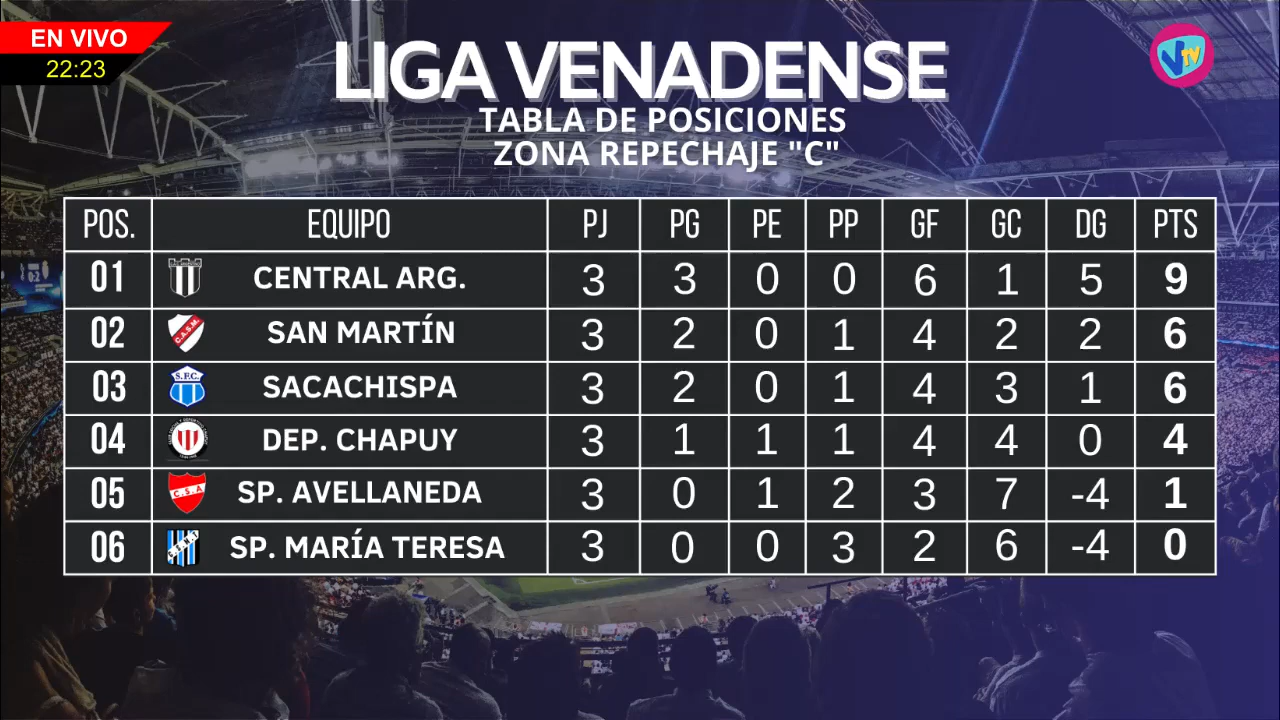 EN VIVO
22:23
LIGA VENADENSE
TABLA DE POSICIONES
ZONA REPECHAJE "C"
VTV
POS. EQUIPO PJ PG PE PP GF GC DG PTS
01 CENTRAL ARG. 3 3 0 0 6 1 5 9
02 C.A.S.M. SAN MARTÍN 3 2 0 1 4 2 2 6
03 S.F.C. SACACHISPA 3 2 0 1 4 3 1 6
04 DEP. CHAPUY 3 1 1 1 4 4 0 4
05 C.S.A SP. AVELLANEDA 3 0 1 2 3 7 -4 1
06 SP. MARÍA TERESA 3 0 0 3 2 6 -4 0